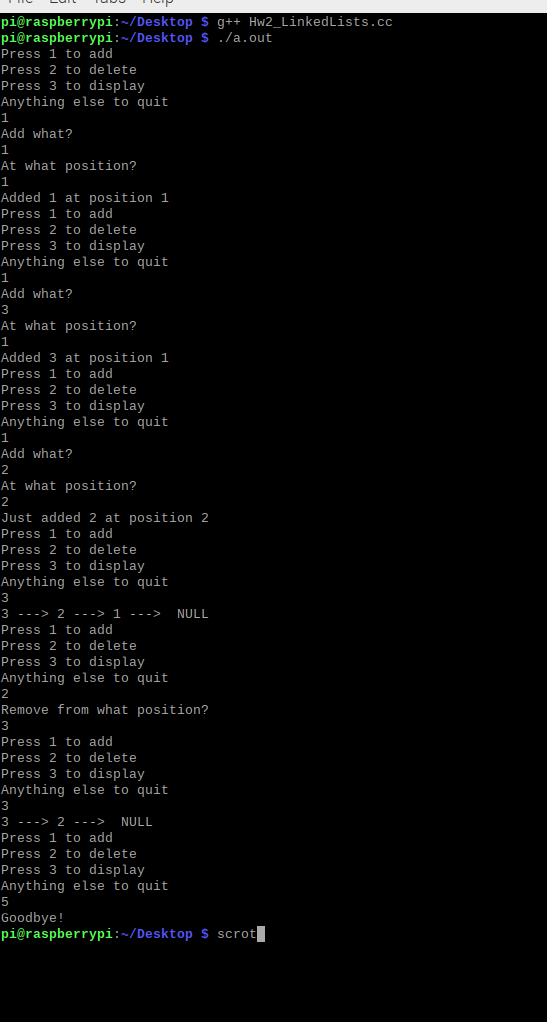 File Edit Tabs Help
pi@raspberrypi:~/Desktop $ g++ Hw2_LinkedLists.cc
pi@raspberrypi:~/Desktop $ ./a.out
Press 1 to add
Press 2 to delete
Press 3 to display
Anything else to quit
1
Add what?
1
At what position?
1
Added 1 at position 1
Press 1 to add
Press 2 to delete
Press 3 to display
Anything else to quit
1
Add what?
3
At what position?
1
Added 3 at position 1
Press 1 to add
Press 2 to delete
Press 3 to display
Anything else to quit
1
Add what?
2
At what position?
2
Just added 2 at position 2
Press 1 to add
Press 2 to delete
Press 3 to display
Anything else to quit
3
3 ---> 2 ---> 1 --->  NULL
Press 1 to add
Press 2 to delete
Press 3 to display
Anything else to quit
2
Remove from what position?
3
Press 1 to add
Press 2 to delete
Press 3 to display
Anything else to quit
3
3 ---> 2 --->  NULL
Press 1 to add
Press 2 to delete
Press 3 to display
Anything else to quit
5
Goodbye!
pi@raspberrypi:~/Desktop $ scrot